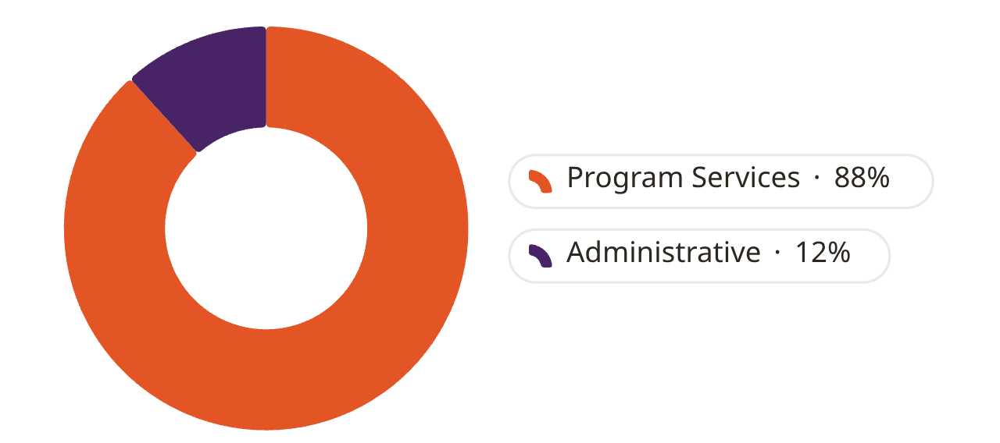 Program Services · 88%
Administrative · 12%